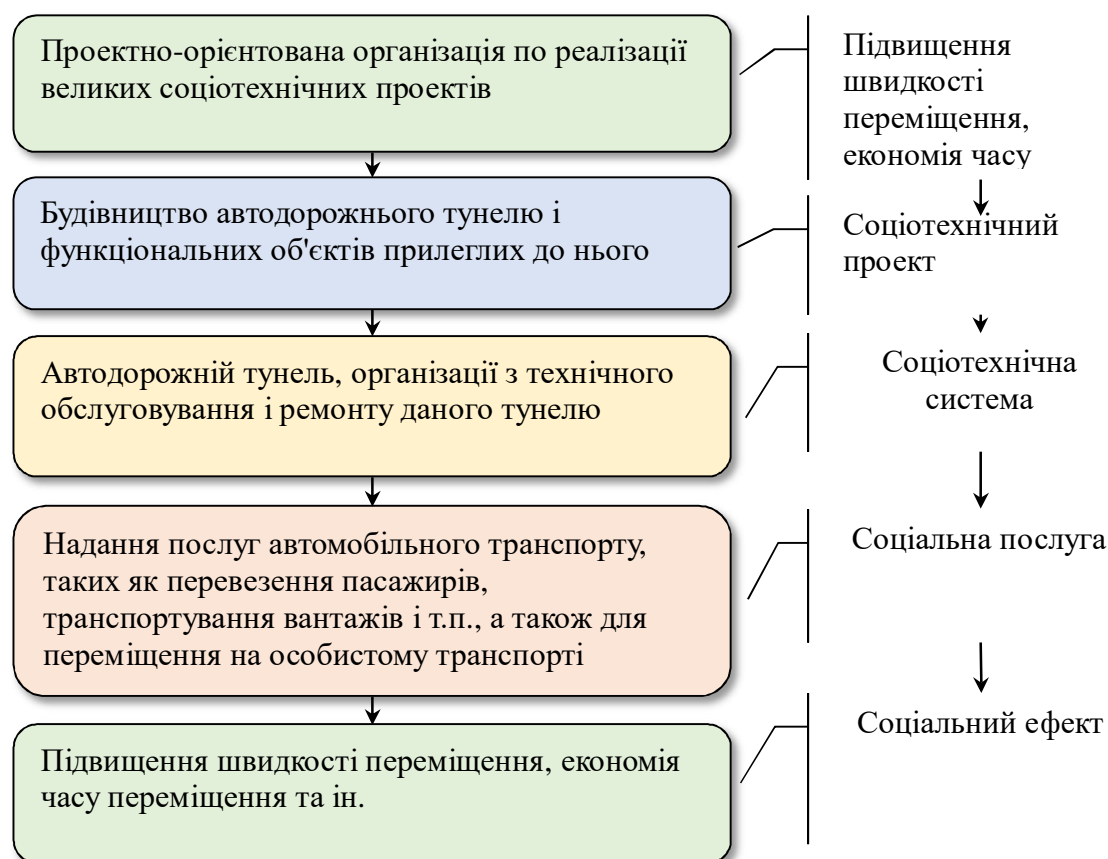 Проектно-орієнтована організація по реалізації
великих соціотехнічних проектів
Підвищення
швидкості
переміщення,
економія часу
Будівництво автодорожнього тунелю і
функціональних об'єктів прилеглих до нього
Соціотехнічний
проект
Автодорожній тунель, організації з технічного
обслуговування і ремонту даного тунелю
Соціотехнічна
система
Надання послуг автомобільного транспорту,
таких як перевезення пасажирів,
транспортування вантажів і т.п., а також для
переміщення на особистому транспорті
Соціальна послуга
Підвищення швидкості переміщення, економія
часу переміщення та ін.
Соціальний ефект